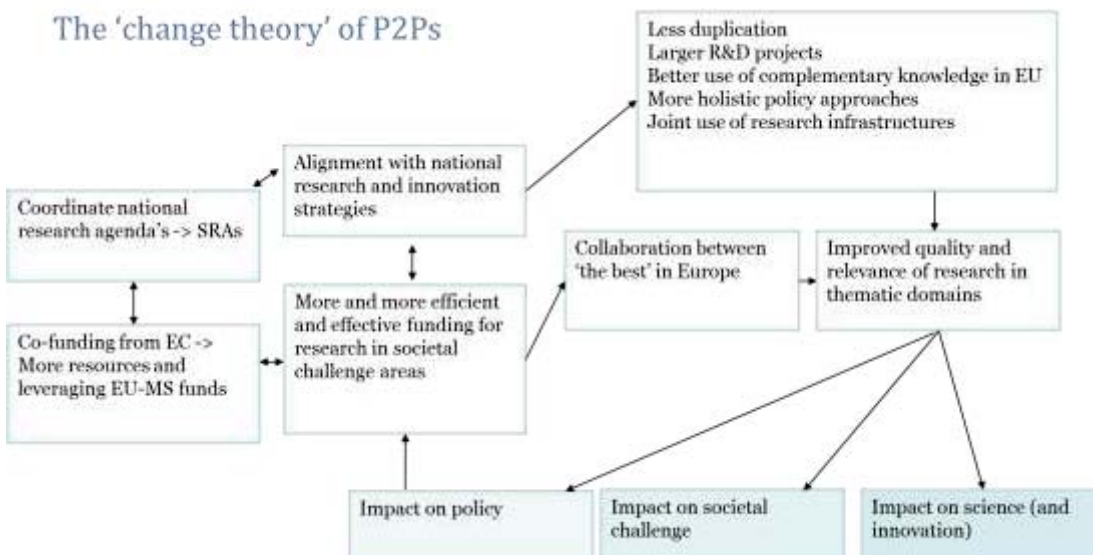 The 'change theory' of P2Ps
Less duplication
Larger R&D projects
Better use of complementary knowledge in EU
More holistic policy approaches
Joint use of research infrastructures
Alignment with national
research and innovation
strategies
Coordinate national
research agenda's -> SRAs
Collaboration between
'the best' in Europe
Improved quality and
relevance of research in
thematic domains
More and more efficient
and effective funding for
research in societal
challenge areas
Co-funding from EC ->
More resources and
leveraging EU-MS funds
Impact on policy
Impact on societal
challenge
Impact on science (and
innovation)